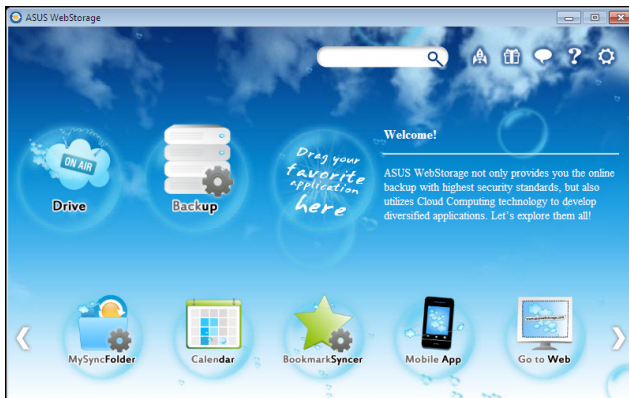 ASUS WebStorage
Welcome!
ASUS WebStorage not only provides you the online
backup with highest security standards, but also
utilizes Cloud Computing technology to develop
diversified applications. Let's explore them all!
ON AIR
Drive
Backup
Drag your
favorite
application
here
MySyncFolder
Calendar
BookmarkSyncer
Mobile App
Go to Web